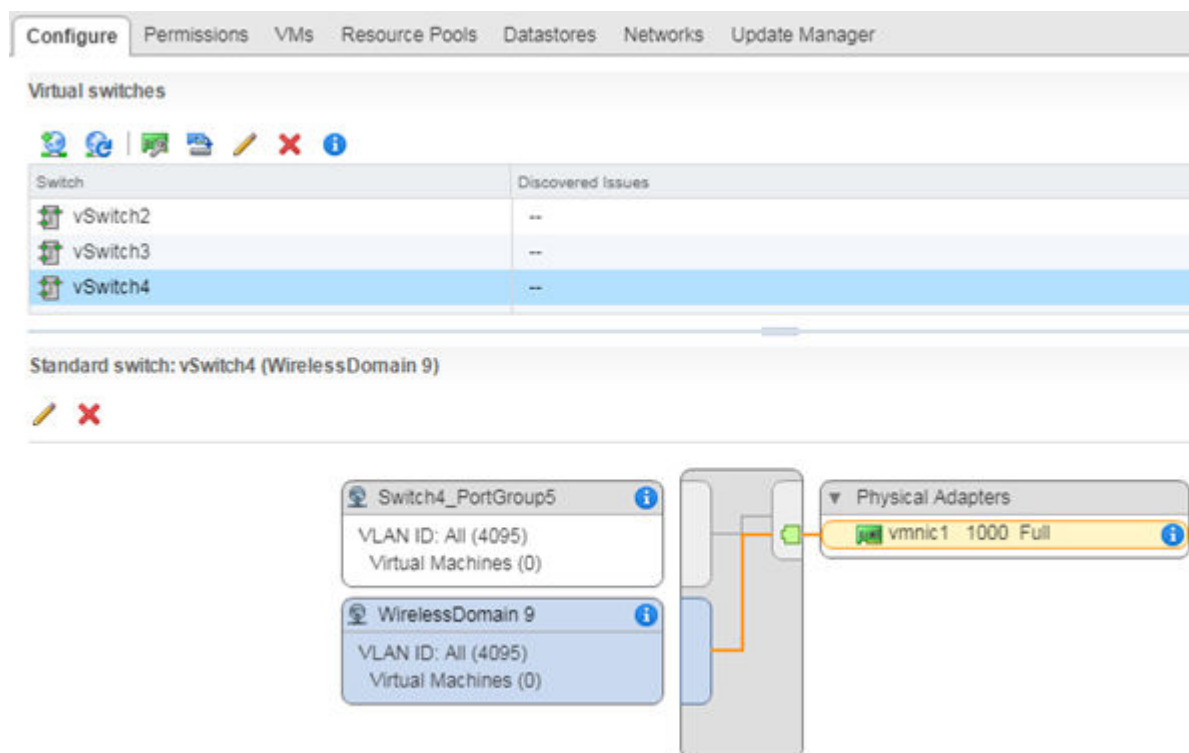 Configure Permissions VMs Resource Pools Datastores Networks Update Manager
Virtual switches
Switch Discovered Issues
vSwitch2 --
vSwitch3 --
vSwitch4 --
Standard switch: vSwitch4 (WirelessDomain 9)
Switch4_PortGroup5
VLAN ID: All (4095)
Virtual Machines (0)
WirelessDomain 9
VLAN ID: All (4095)
Virtual Machines (0)
Physical Adapters
vmnic1 1000 Full